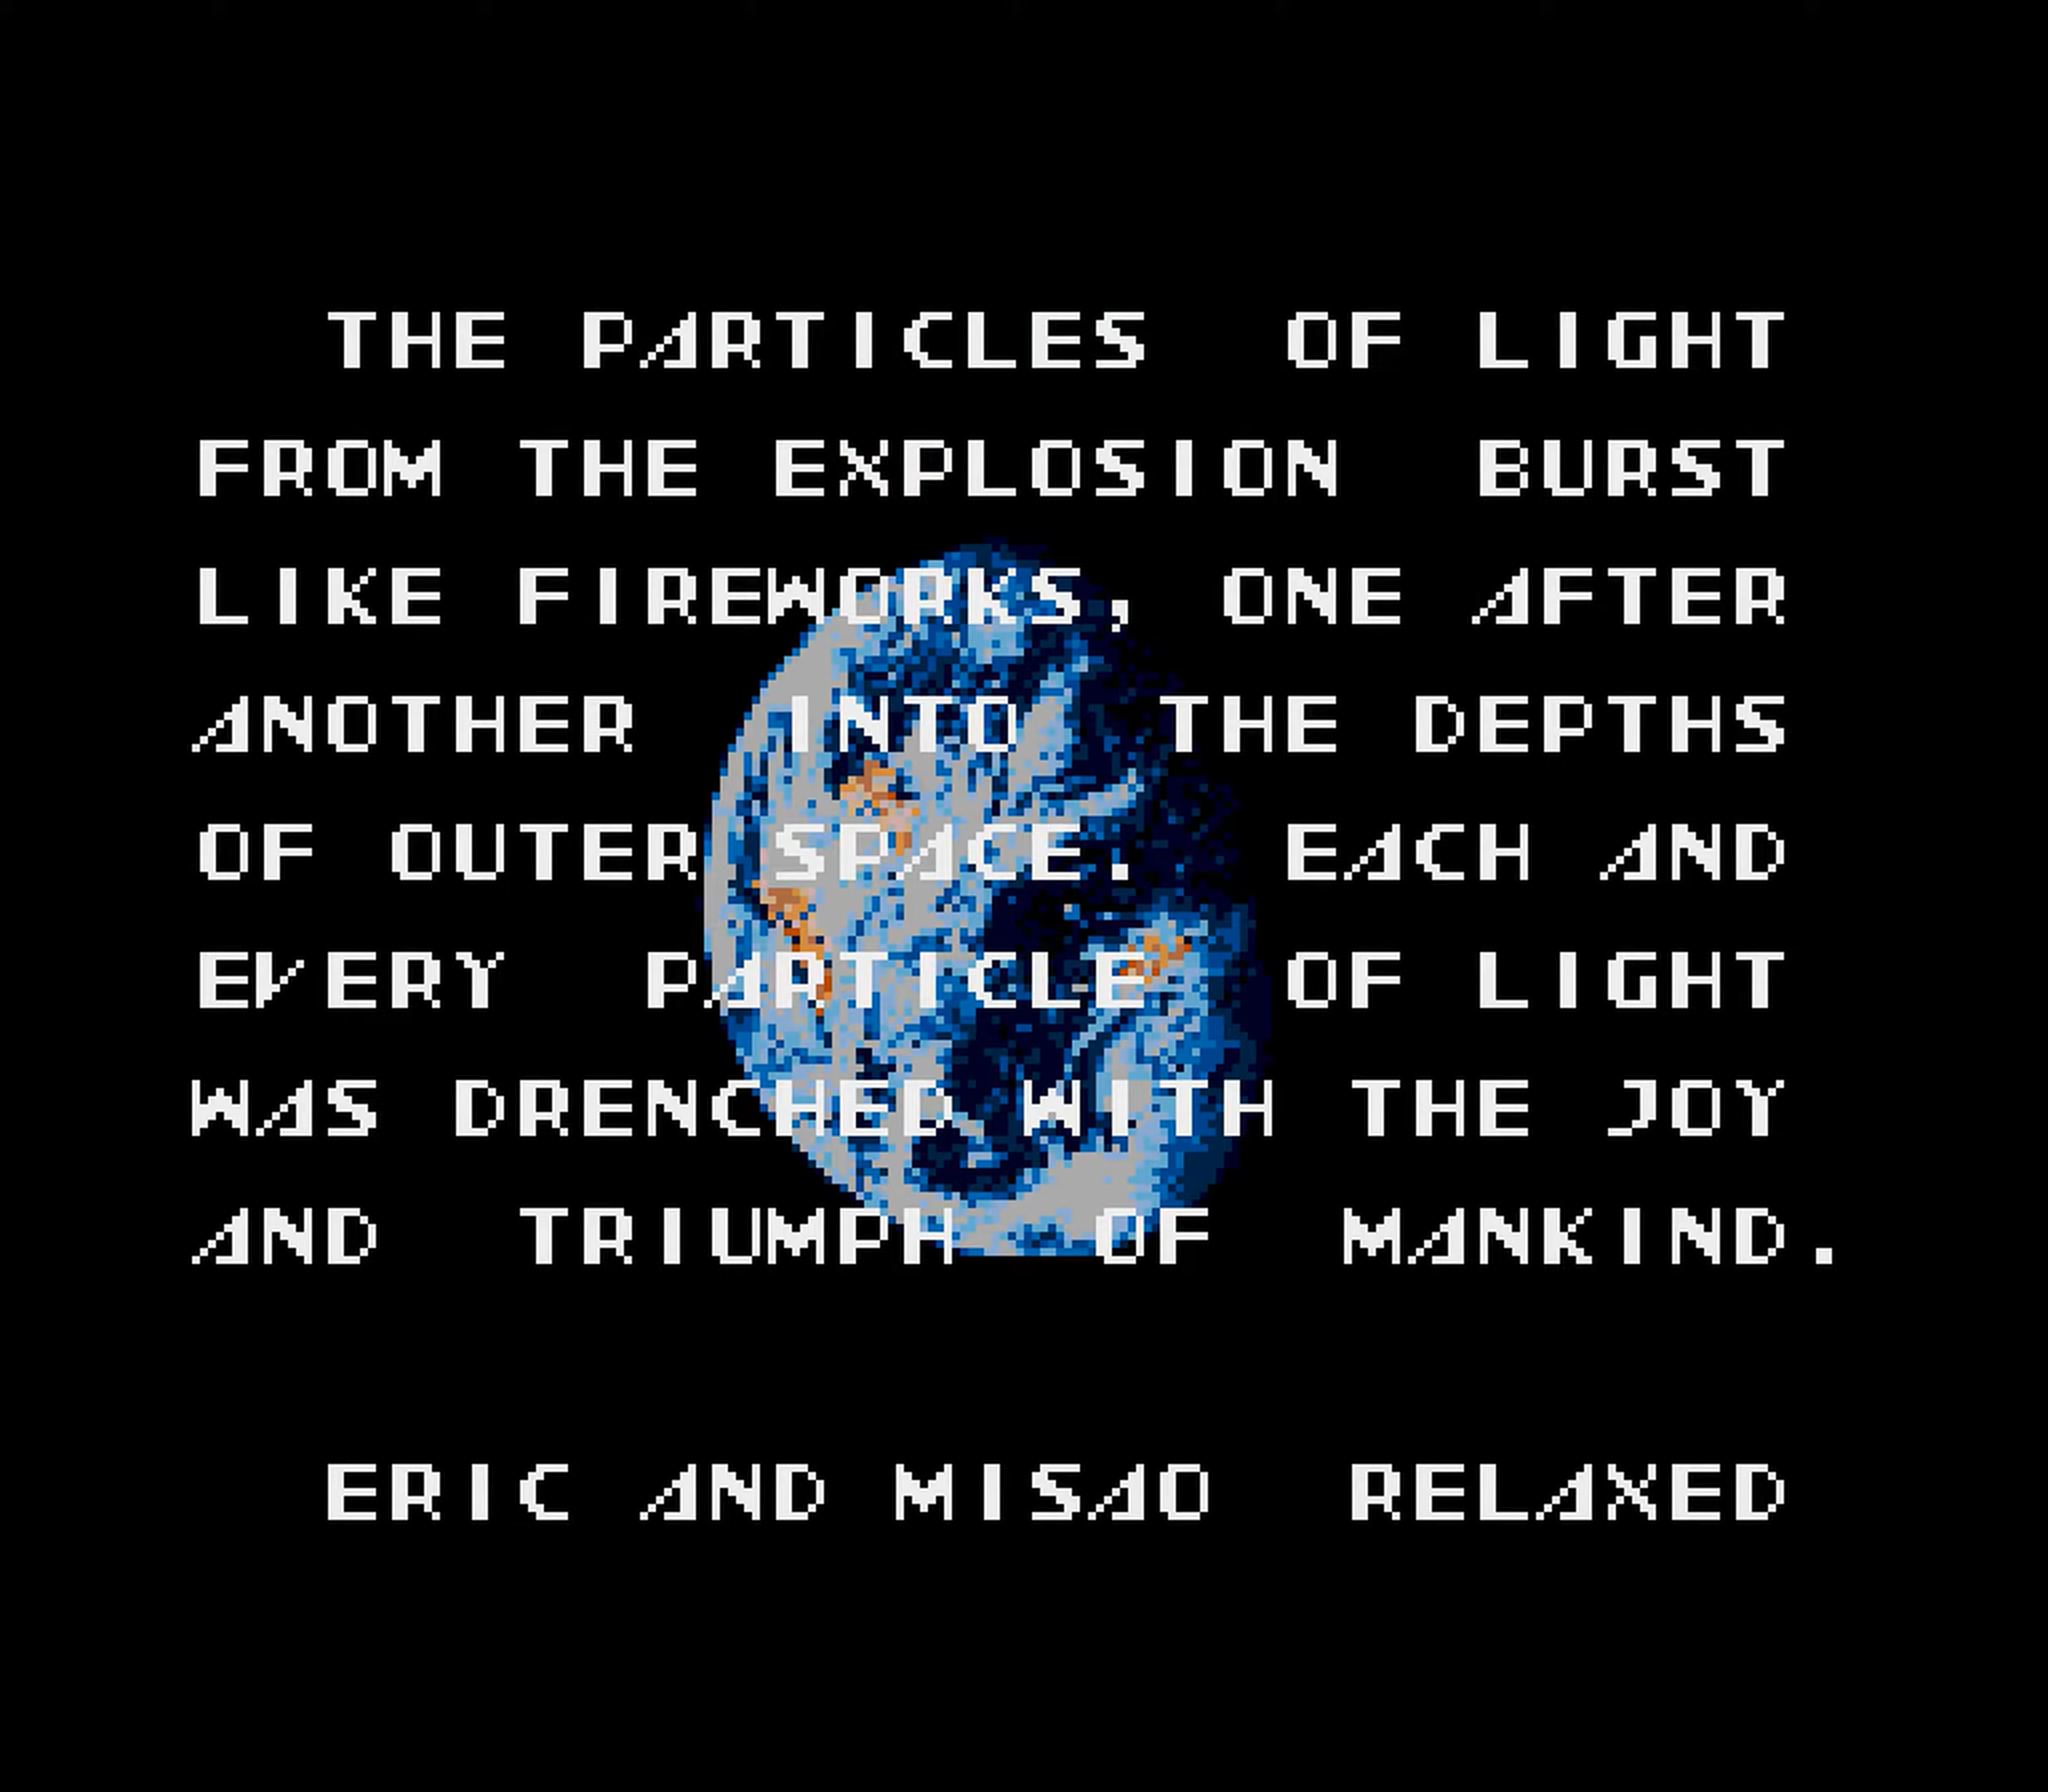 THE PARTICLES OF LIGHT
FROM THE EXPLOSION BURST
LIKE FIREWORKS, ONE AFTER
ANOTHER INTO THE DEPTHS
OF OUTER SPACE. EACH AND
EVERY PARTICLE OF LIGHT
WAS DRENCHED WITH THE JOY
AND TRIUMPH OF MANKIND.
ERIC AND MISAO RELAXED